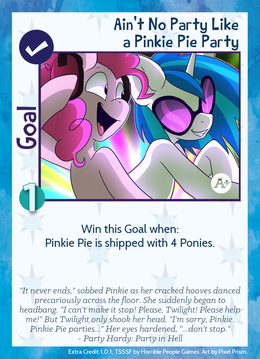 Ain't No Party Like
a Pinkie Pie Party
Goal
1
A+
Win this Goal when:
Pinkie Pie is shipped with 4 Ponies.
"It never ends," sobbed Pinkie as her cracked hooves danced
precariously across the floor. She suddenly began to
headbang. "I can't make it stop! Please, Twilight! Please help
me!" But Twilight only shook her head. "I'm sorry, Pinkie.
Pinkie Pie parties..." Her eyes hardened, "...don't stop."
- Party Hardy: Party in Hell
Extra Credit 1.0.1; TSSSF by Horrible People Games. Art by Pixel Prism.